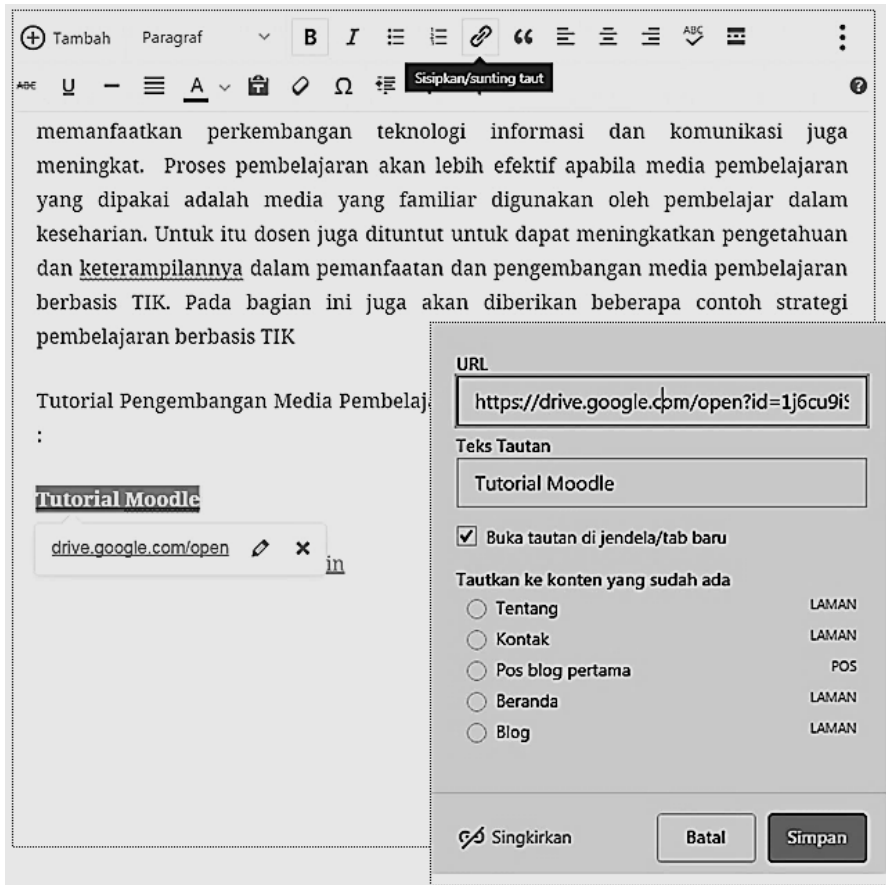 Tambah Paragraf B I ABC
Sisipkan/sunting taut
ABC U A Ω
memanfaatkan perkembangan teknologi informasi dan komunikasi juga
meningkat. Proses pembelajaran akan lebih efektif apabila media pembelajaran
yang dipakai adalah media yang familiar digunakan oleh pembelajar dalam
keseharian. Untuk itu dosen juga dituntut untuk dapat meningkatkan pengetahuan
dan keterampilannya dalam pemanfaatan dan pengembangan media pembelajaran
berbasis TIK. Pada bagian ini juga akan diberikan beberapa contoh strategi
pembelajaran berbasis TIK
Tutorial Pengembangan Media Pembelaj
:
Tutorial Moodle
drive.google.com/open
in
URL
https://drive.google.com/open?id=1j6cu9iS
Teks Tautan
Tutorial Moodle
Buka tautan di jendela/tab baru
Tautkan ke konten yang sudah ada
Tentang LAMAN
Kontak LAMAN
Pos blog pertama POS
Beranda LAMAN
Blog LAMAN
Singkirkan Batal Simpan